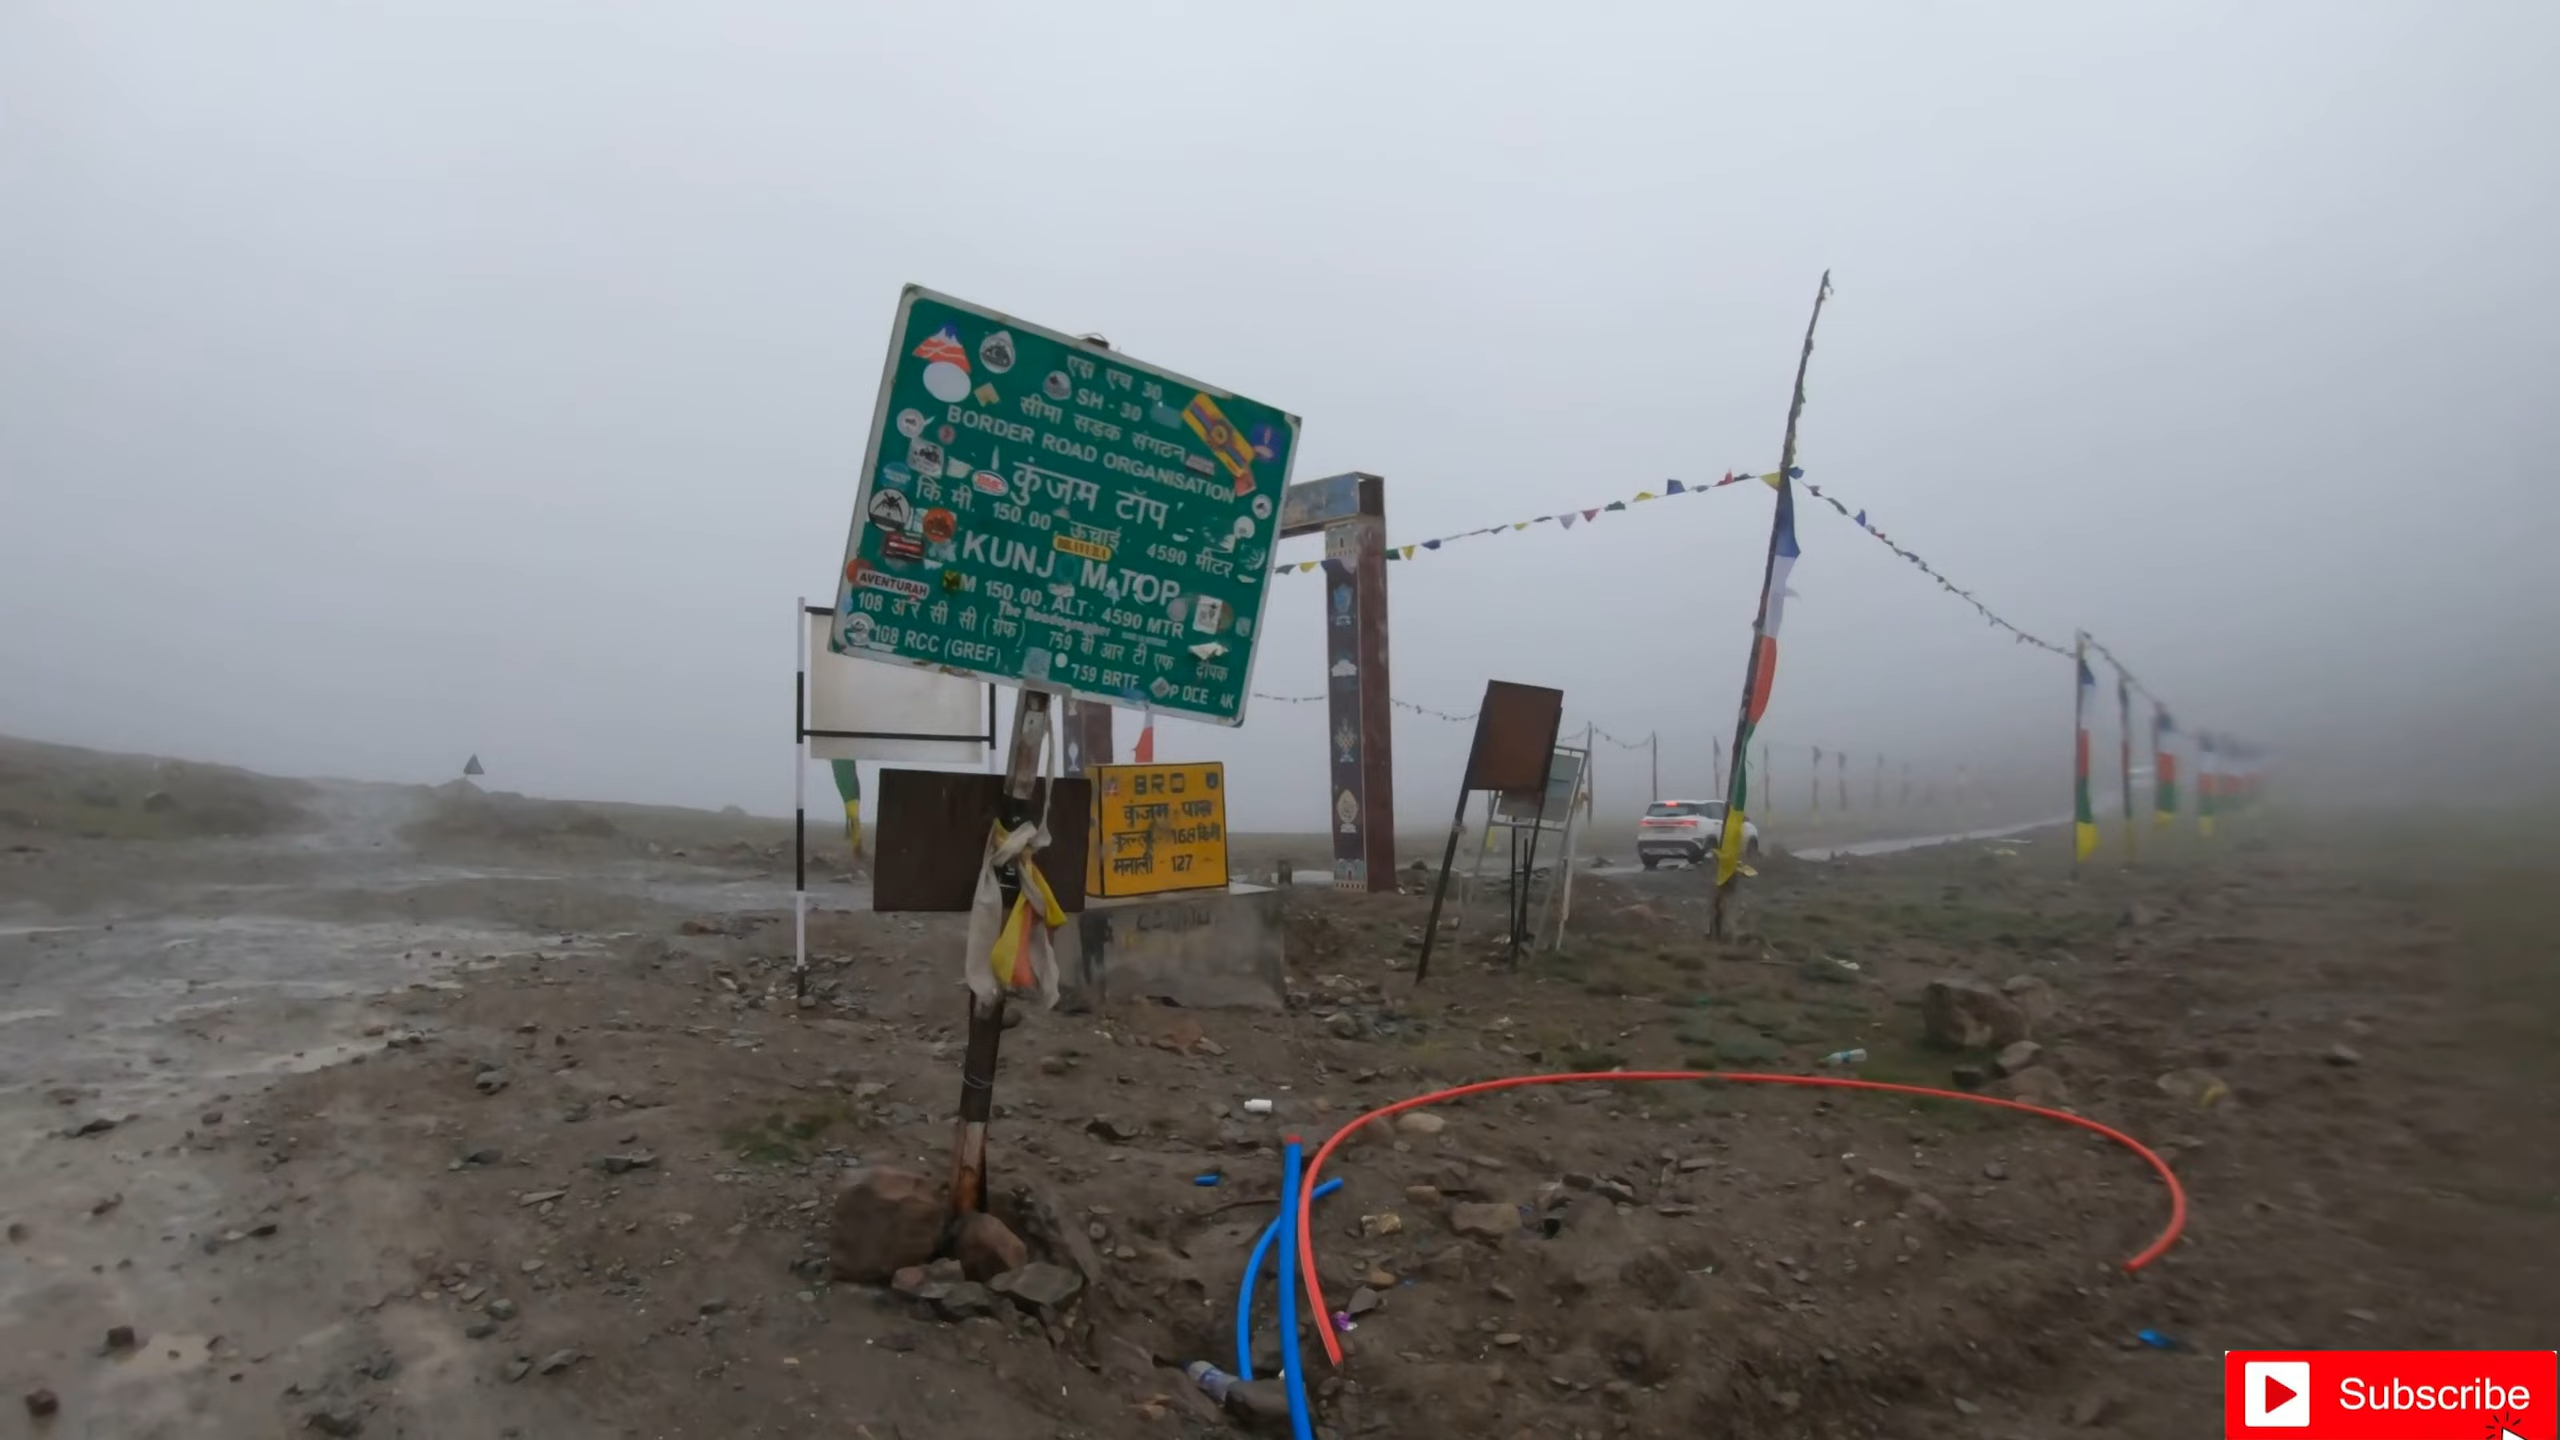 एस एच 30
SH - 30
सीमा सड़क संगठन
BORDER ROAD ORGANISATION
कुंजम टॉप
कि. मी. 150.00 ऊंचाई 4590 मीटर
KUNJ M TOP
M 150.00, ALT: 4590 MTR
108 आर सी सी (ग्रेफ) 759 बी आर टी एफ दीपक
108 RCC (GREF) 759 BRTF
AVENTURAH
BRO
कुंजम पास
168 किमी
मनाली - 127
Subscribe